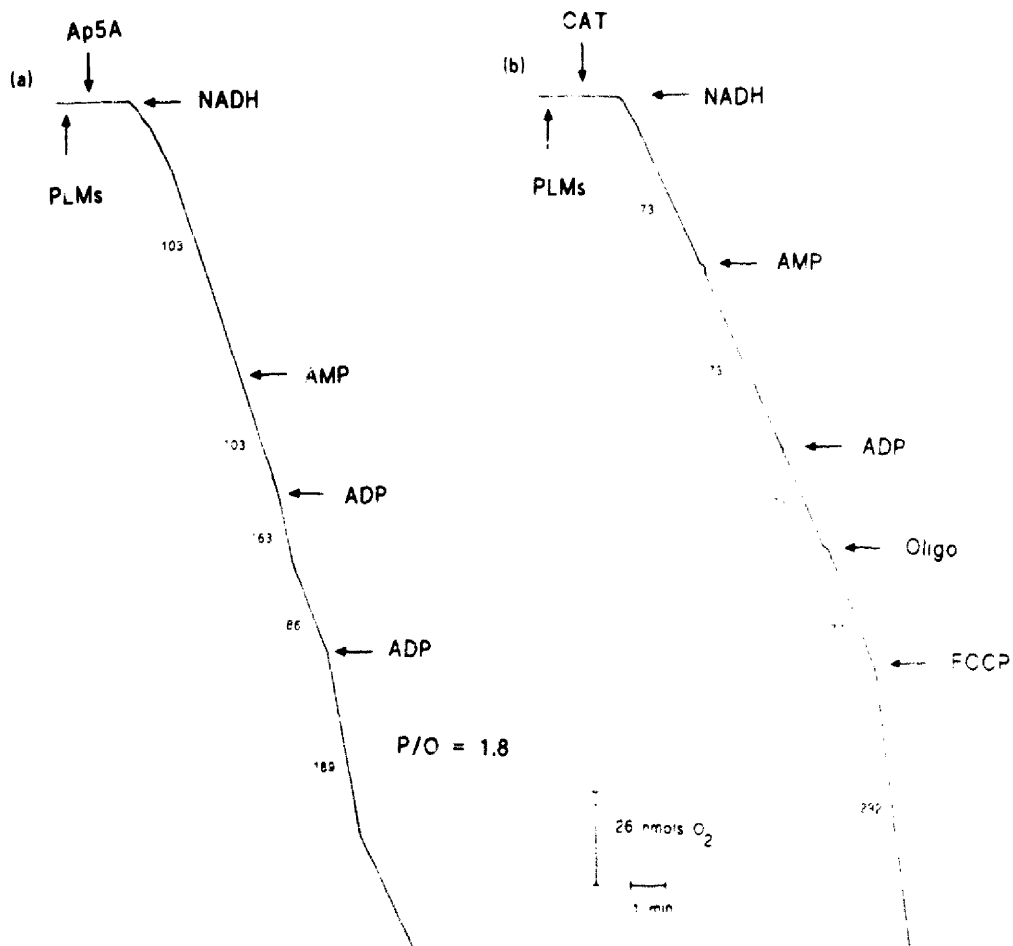 Ap5A
(a)
NADH
PLMs
103
AMP
103
ADP
163
86
ADP
P/O = 1.8
189
CAT
(b)
NADH
PLMs
73
AMP
73
ADP
Oligo
FCCP
292
26 nmols O2
1 min